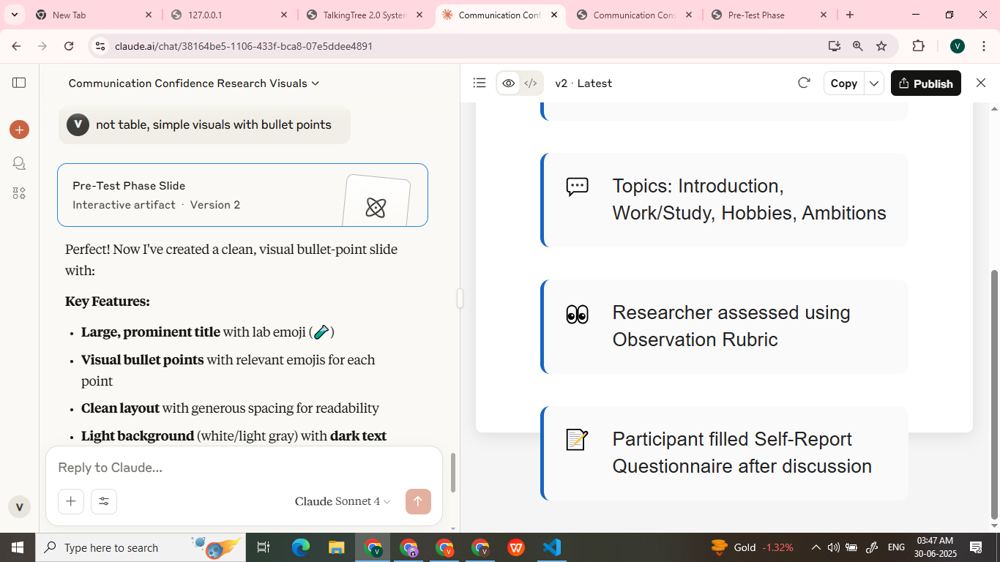 New Tab
127.0.0.1
TalkingTree 2.0 System
Communication Conf
Communication Cons
Pre-Test Phase
claude.ai/chat/38164be5-1106-433f-bca8-07e5ddee4891
V
Communication Confidence Research Visuals
v2 · Latest
Copy
Publish
V
not table, simple visuals with bullet points
Pre-Test Phase Slide
Interactive artifact · Version 2
Perfect! Now I've created a clean, visual bullet-point slide
with:
Key Features:
• Large, prominent title with lab emoji (🧪)
• Visual bullet points with relevant emojis for each
point
• Clean layout with generous spacing for readability
• Light background (white/light gray) with dark text
Reply to Claude...
Claude Sonnet 4
V
Topics: Introduction,
Work/Study, Hobbies, Ambitions
Researcher assessed using
Observation Rubric
Participant filled Self-Report
Questionnaire after discussion
Type here to search
Gold -1.32%
ENG
03:47 AM
30-06-2025